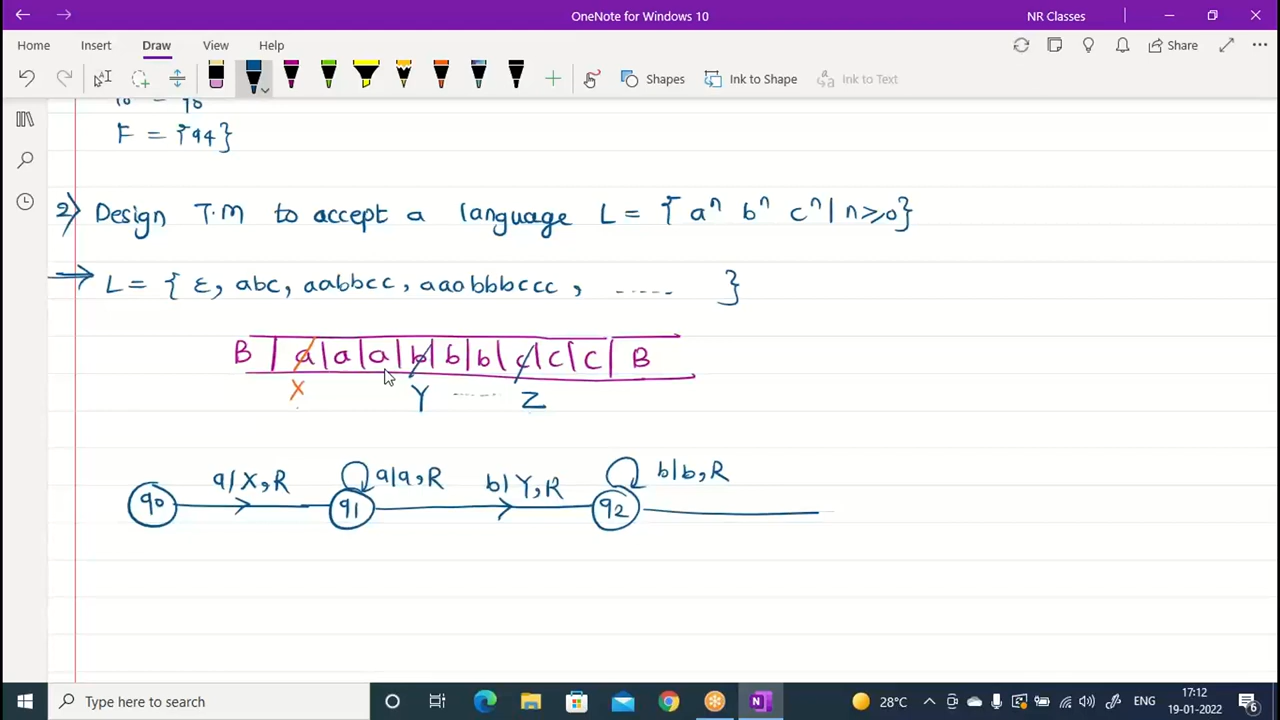 OneNote for Windows 10
NR Classes
Home Insert Draw View Help
Share
Shapes
Ink to Shape
Ink to Text
F = {q4}
2) Design T.M to accept a language L = { aⁿ bⁿ cⁿ | n≥0}
L = { ε, abc, aabbcc, aaabbbccc, ...... }
B | a | a | a | b | b | b | c | c | c | B
X Y ...... Z
a/X, R a/a, R b/Y, R b/b, R
q0 q1 q2
Type here to search
28°C
ENG
17:12
19-01-2022
6